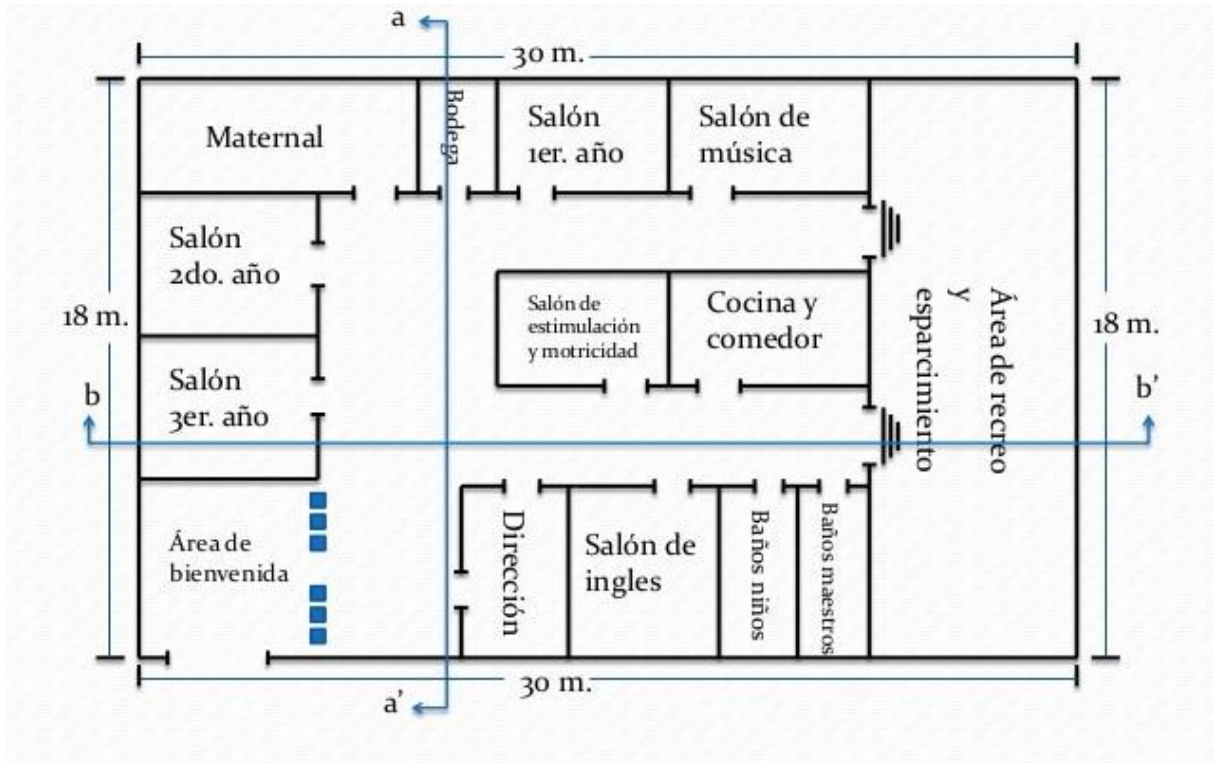 a
30 m.
Maternal
Bodega
Salón
1er. año
Salón de
música
Salón
2do. año
18 m.
Salón de
estimulación
y motricidad
Cocina y
comedor
Área de recreo
y
esparcimiento
18 m.
Salón
3er. año
b
b'
Área de
bienvenida
Dirección
Salón de
ingles
Baños niños
Baños maestros
30 m.
a'